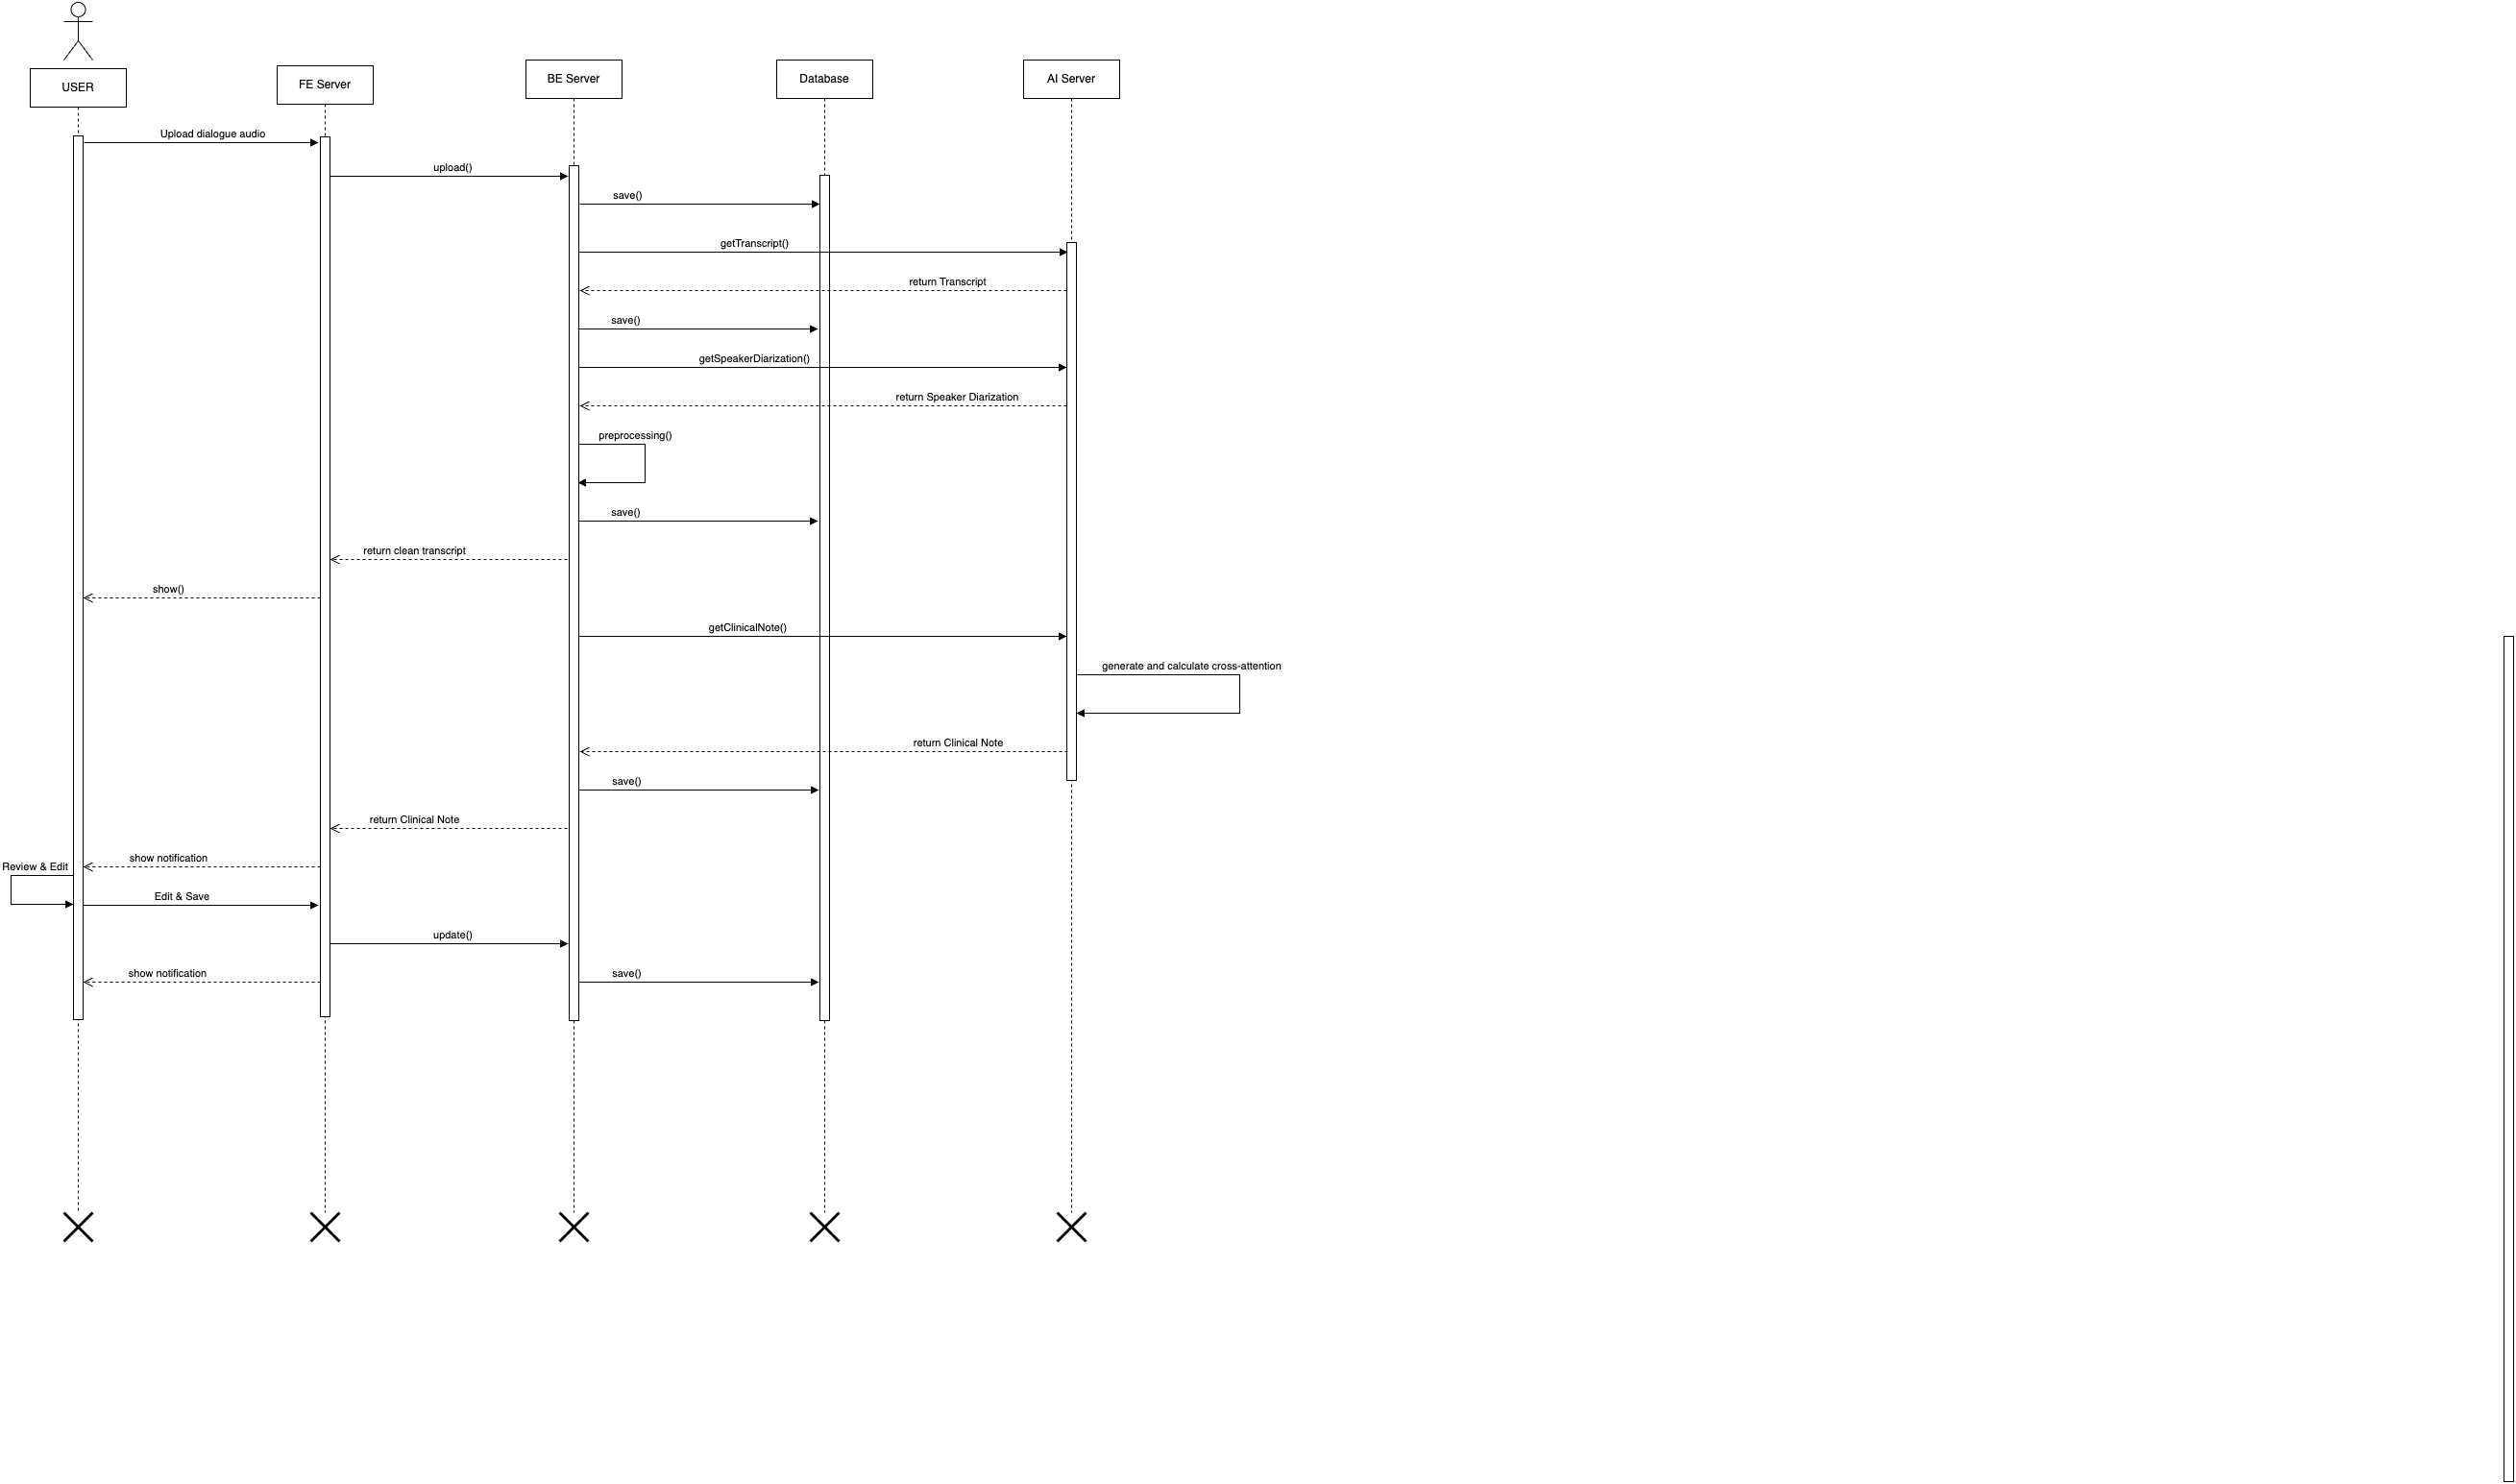 USER
FE Server
BE Server
Database
AI Server
Upload dialogue audio
upload()
save()
getTranscript()
return Transcript
save()
getSpeakerDiarization()
return Speaker Diarization
preprocessing()
save()
return clean transcript
show()
getClinicalNote()
generate and calculate cross-attention
return Clinical Note
save()
return Clinical Note
show notification
Review & Edit
Edit & Save
update()
show notification
save()